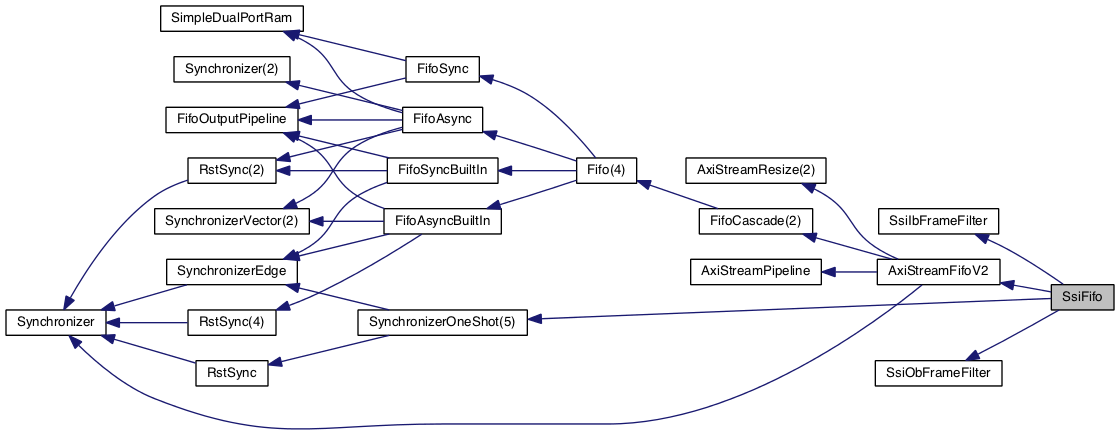 SimpleDualPortRam
Synchronizer(2)
FifoSync
FifoOutputPipeline
FifoAsync
RstSync(2)
FifoSyncBuiltIn
Fifo(4)
AxiStreamResize(2)
SynchronizerVector(2)
FifoAsyncBuiltIn
FifoCascade(2)
SsiIbFrameFilter
SynchronizerEdge
AxiStreamPipeline
AxiStreamFifoV2
SsiFifo
Synchronizer
RstSync(4)
SynchronizerOneShot(5)
RstSync
SsiObFrameFilter